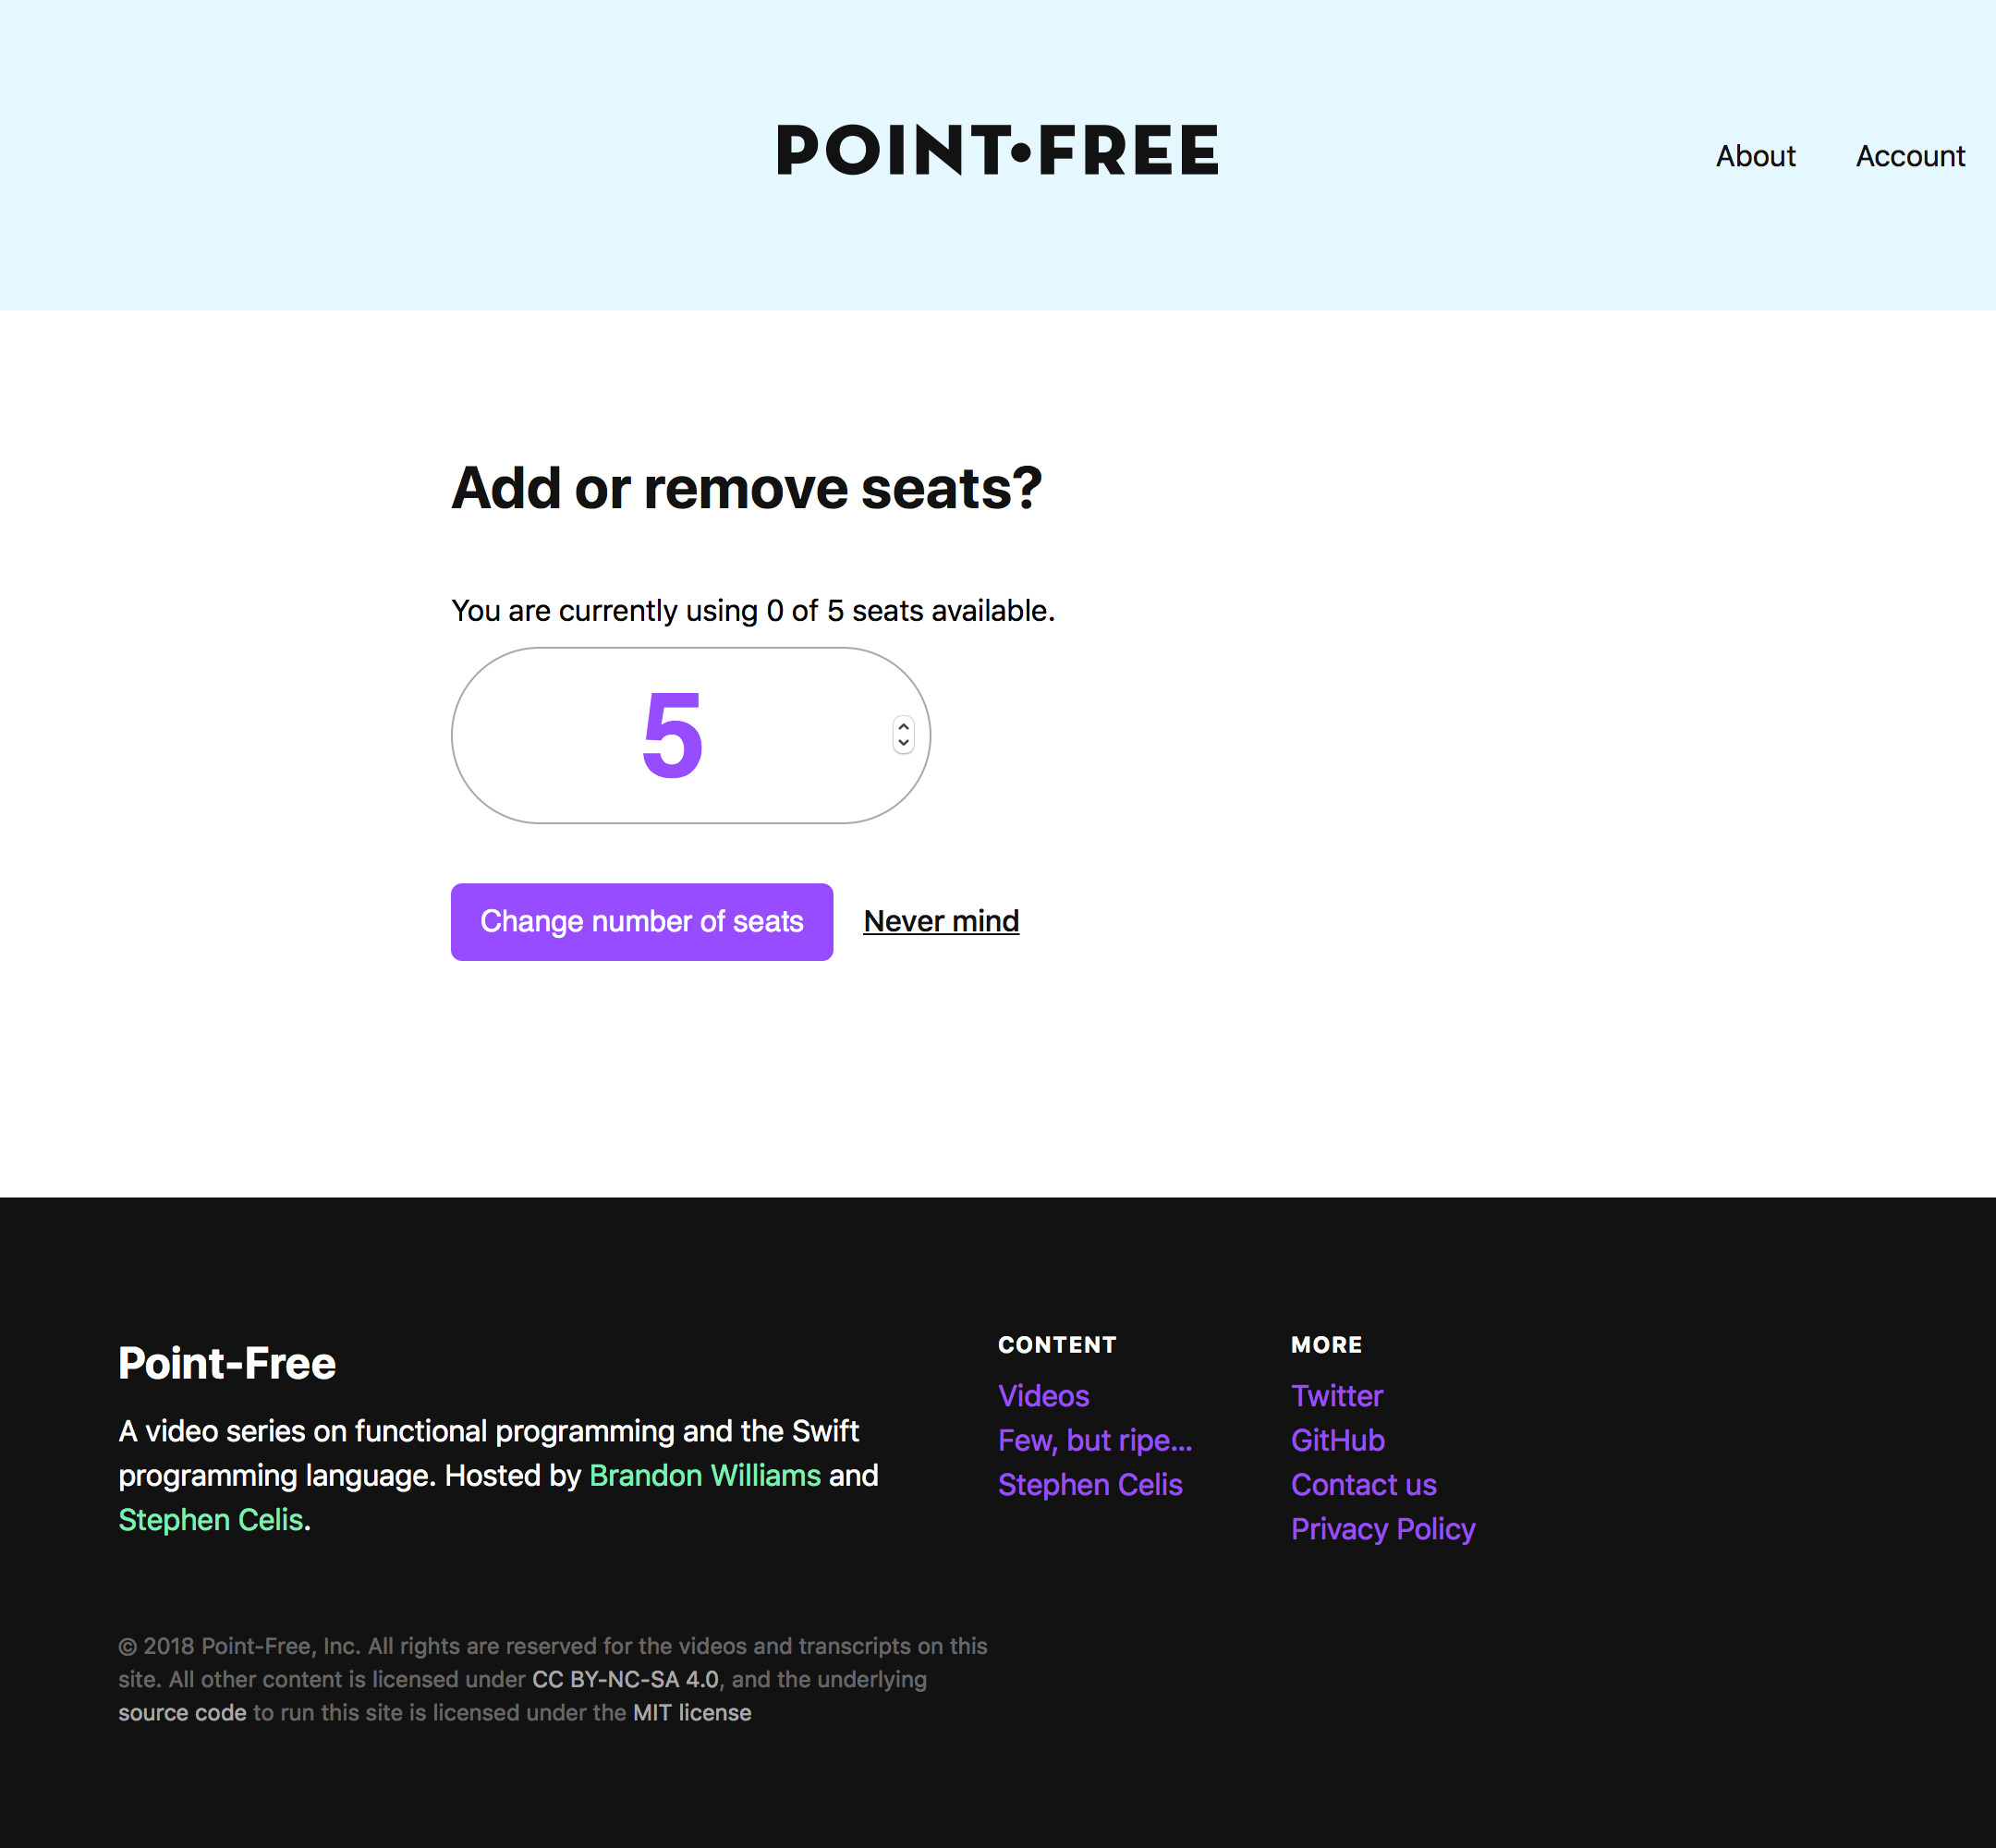 POINT•FREE
About
Account
Add or remove seats?
You are currently using 0 of 5 seats available.
5
Change number of seats
Never mind
Point-Free
A video series on functional programming and the Swift
programming language. Hosted by Brandon Williams and
Stephen Celis.
CONTENT
Videos
Few, but ripe...
Stephen Celis
MORE
Twitter
GitHub
Contact us
Privacy Policy
© 2018 Point-Free, Inc. All rights are reserved for the videos and transcripts on this
site. All other content is licensed under CC BY-NC-SA 4.0, and the underlying
source code to run this site is licensed under the MIT license